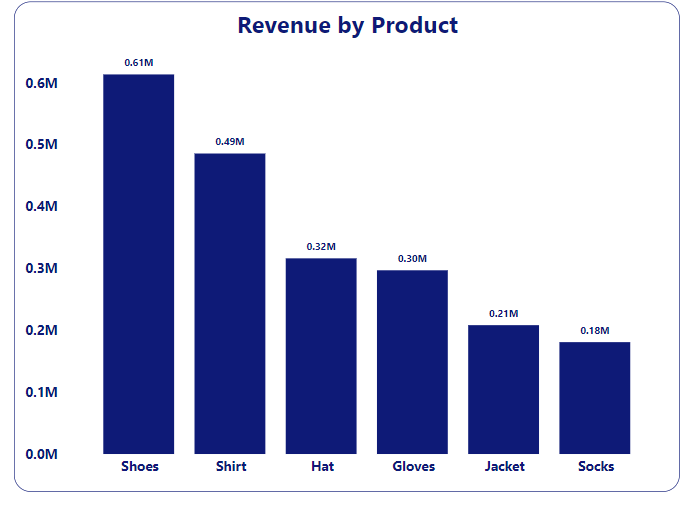 Revenue by Product
0.61M
0.6M
0.49M
0.5M
0.4M
0.32M
0.30M
0.3M
0.21M
0.2M
0.18M
0.1M
0.0M
Shoes Shirt Hat Gloves Jacket Socks